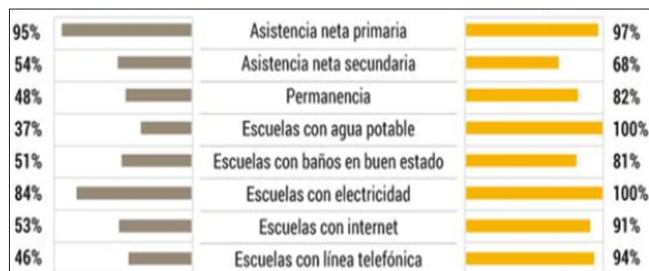 95% Asistencia neta primaria 97%
54% Asistencia neta secundaria 68%
48% Permanencia 82%
37% Escuelas con agua potable 100%
51% Escuelas con baños en buen estado 81%
84% Escuelas con electricidad 100%
53% Escuelas con internet 91%
46% Escuelas con línea telefónica 94%